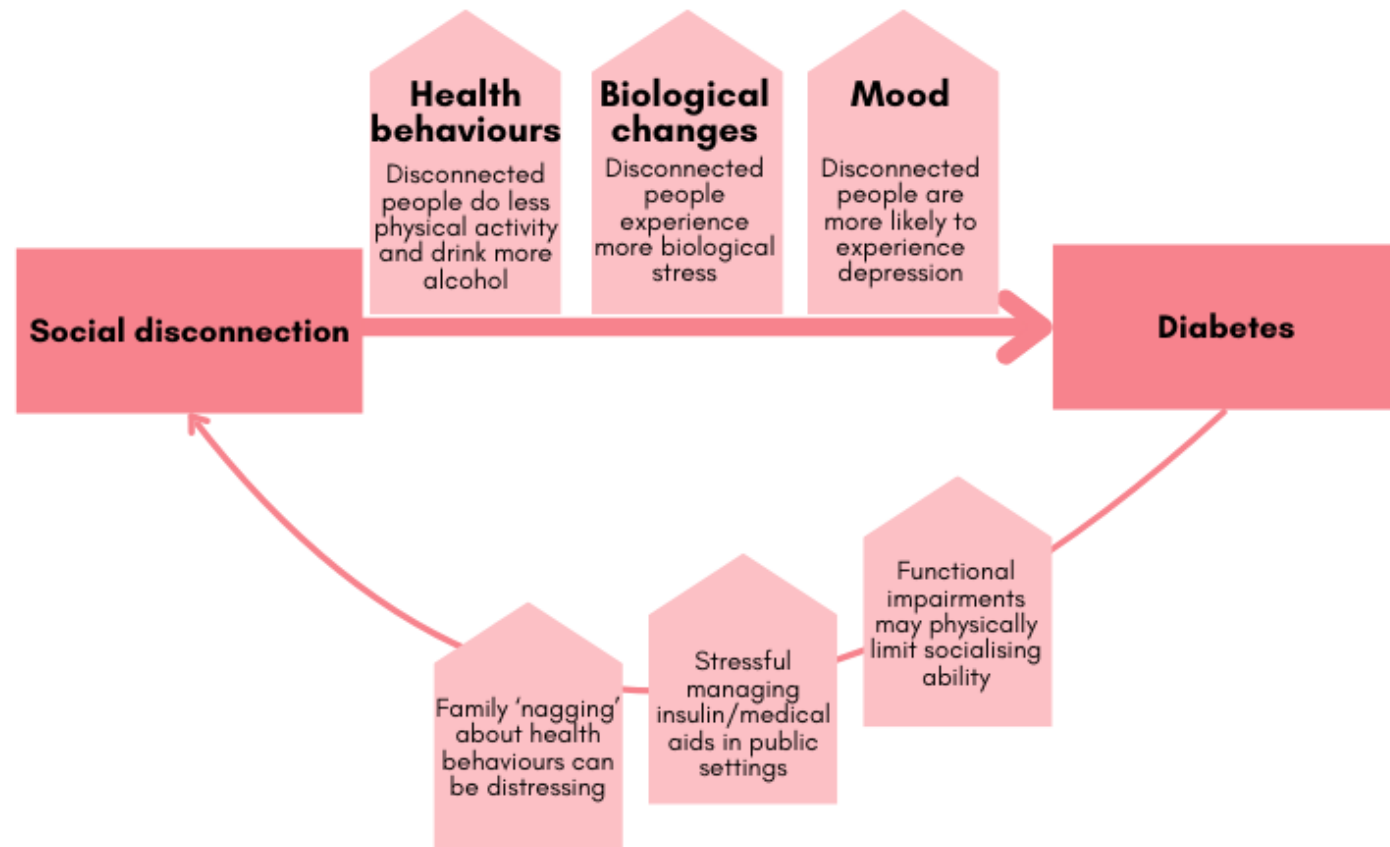 Health
behaviours
Disconnected
people do less
physical activity
and drink more
alcohol
Biological
changes
Disconnected
people
experience
more biological
stress
Mood
Disconnected
people are
more likely to
experience
depression
Social disconnection
Diabetes
Functional
impairments
may physically
limit socialising
ability
Stressful
managing
insulin/medical
aids in public
settings
Family ‘nagging’
about health
behaviours can
be distressing